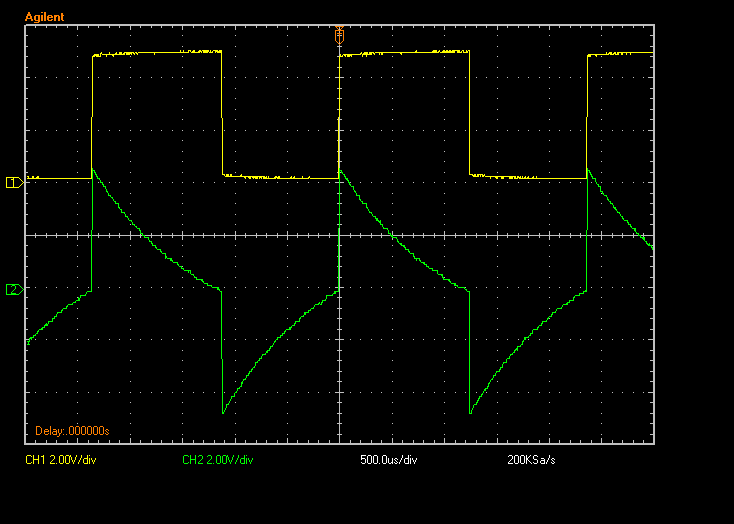 Agilent
1
2
Delay:.000000s
CH1 2.00V/div CH2 2.00V/div 500.0us/div 200KSa/s